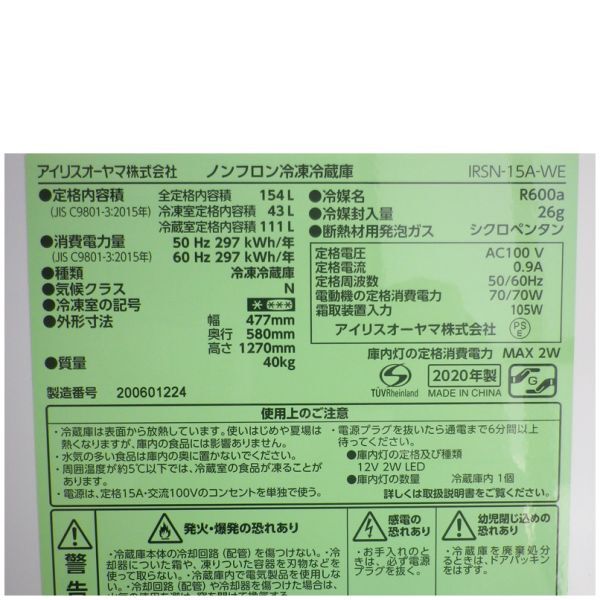 アイリスオーヤマ株式会社 ノンフロン冷凍冷蔵庫 IRSN-15A-WE
●定格内容積 全定格内容積 154 L
(JIS C9801-3:2015年) 冷凍室定格内容積 43 L
冷蔵室定格内容積 111 L
●消費電力量 50 Hz 297 kWh/年
(JIS C9801-3:2015年) 60 Hz 297 kWh/年
●種類 冷凍冷蔵庫
●気候クラス N
●冷凍室の記号
●外形寸法 幅 477mm
奥行 580mm
高さ 1270mm
●質量 40kg
製造番号 200601224
●冷媒名 R600a
●冷媒封入量 26g
●断熱材用発泡ガス シクロペンタン
定格電圧 AC100 V
定格電流 0.9A
定格周波数 50/60Hz
電動機の定格消費電力 70/70W
霜取装置入力 105W
アイリスオーヤマ株式会社
PS
E
庫内灯の定格消費電力 MAX 2W
TÜVRheinland
2020年製
MADE IN CHINA
使用上のご注意
・冷蔵庫は表面から放熱しています。使いはじめや夏場は
熱くなりますが、庫内の食品には影響ありません。
・水気の多い食品は庫内の奥に置かないでください。
・周囲温度が約5℃以下では、冷蔵室の食品が凍ることが
あります。
・電源は、定格15A・交流100Vのコンセントを単独で使う。
・電源プラグを抜いたら通電まで6分間以上
待ってください。
●庫内灯の定格及び種類
12V 2W LED
●庫内灯の数量 冷蔵庫内 1個
詳しくは取扱説明書をご覧ください。
警告
発火・爆発の恐れあり
・冷蔵庫本体の冷却回路(配管)を傷つけない。冷却
器についた霜や、凍りついた容器を刃物などを
使って取らない。冷蔵庫内で電気製品を使用しな
い。万一、冷却回路(配管)や冷却器を傷つけた場合は
感電の
恐れあり
・お手入れの
ときは、必ず
電源プラグ
を抜く。
幼児閉じ込めの
恐れあり
・冷蔵庫を廃棄処分
するときは、ドアパッキン
をはずす。